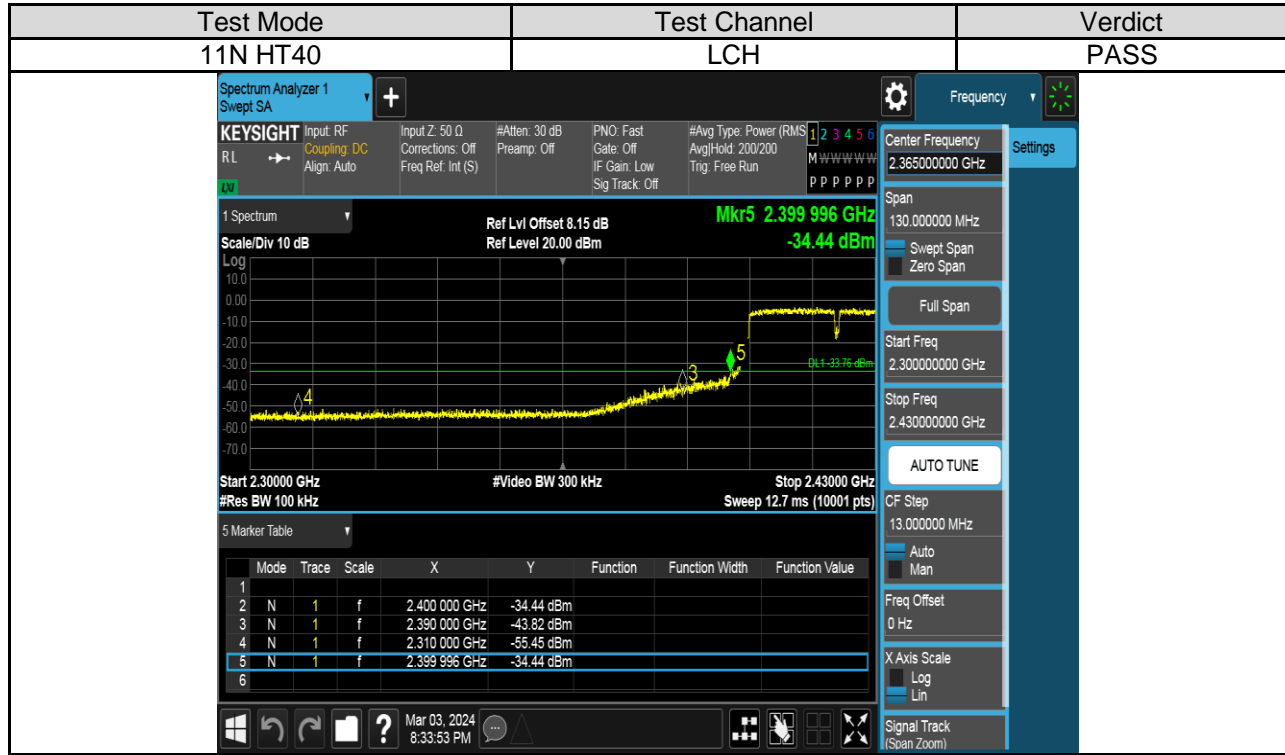 Test Mode Test Channel Verdict
11N HT40 LCH PASS
Spectrum Analyzer 1
Swept SA
+
Frequency
KEYSIGHT Input: RF Input Z: 50 Ω #Atten: 30 dB PNO: Fast #Avg Type: Power (RMS 1 2 3 4 5 6
RL Coupling: DC Corrections: Off Preamp: Off Gate: Off Avg|Hold: 200/200 M W W W W W
Align: Auto Freq Ref: Int (S) IF Gain: Low Trig: Free Run
LXI Sig Track: Off P P P P P P
Center Frequency
2.365000000 GHz
Settings
Span
130.000000 MHz
Swept Span
Zero Span
Full Span
Start Freq
2.300000000 GHz
Stop Freq
2.430000000 GHz
AUTO TUNE
CF Step
13.000000 MHz
Auto
Man
Freq Offset
0 Hz
X Axis Scale
Log
Lin
Signal Track
(Span Zoom)
1 Spectrum
Ref Lvl Offset 8.15 dB Mkr5 2.399 996 GHz
Scale/Div 10 dB Ref Level 20.00 dBm -34.44 dBm
Log
10.0
0.00
-10.0
-20.0
-30.0
-40.0
-50.0
-60.0
-70.0
4
3
5
DL1 -33.76 dBm
Start 2.30000 GHz #Video BW 300 kHz Stop 2.43000 GHz
#Res BW 100 kHz Sweep 12.7 ms (10001 pts)
5 Marker Table
Mode Trace Scale X Y Function Function Width Function Value
1
2 N 1 f 2.400 000 GHz -34.44 dBm
3 N 1 f 2.390 000 GHz -43.82 dBm
4 N 1 f 2.310 000 GHz -55.45 dBm
5 N 1 f 2.399 996 GHz -34.44 dBm
6
? Mar 03, 2024
8:33:53 PM